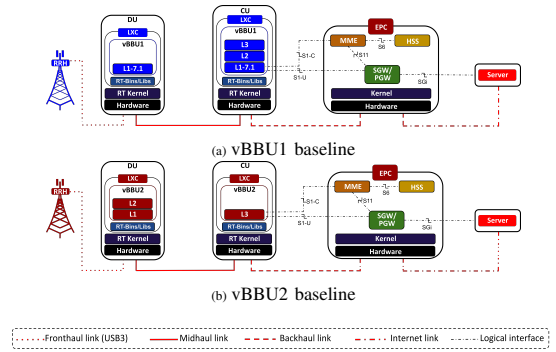 DU
LXC
vBBU1
L1-7.1
RT-Bins/Libs
RT Kernel
Hardware
RRH
CU
LXC
vBBU1
L3
L2
L1-7.1
RT-Bins/Libs
RT Kernel
Hardware
S1-C
S1-U
EPC
MME
S6
HSS
S11
SGW/
PGW
SGi
Kernel
Hardware
Server
(a) vBBU1 baseline
DU
LXC
vBBU2
L2
L1
RT-Bins/Libs
RT Kernel
Hardware
RRH
CU
LXC
vBBU2
L3
RT-Bins/Libs
RT Kernel
Hardware
S1-C
S1-U
EPC
MME
S6
HSS
S11
SGW/
PGW
SGi
Kernel
Hardware
Server
(b) vBBU2 baseline
Fronthaul link (USB3) Midhaul link Backhaul link Internet link Logical interface